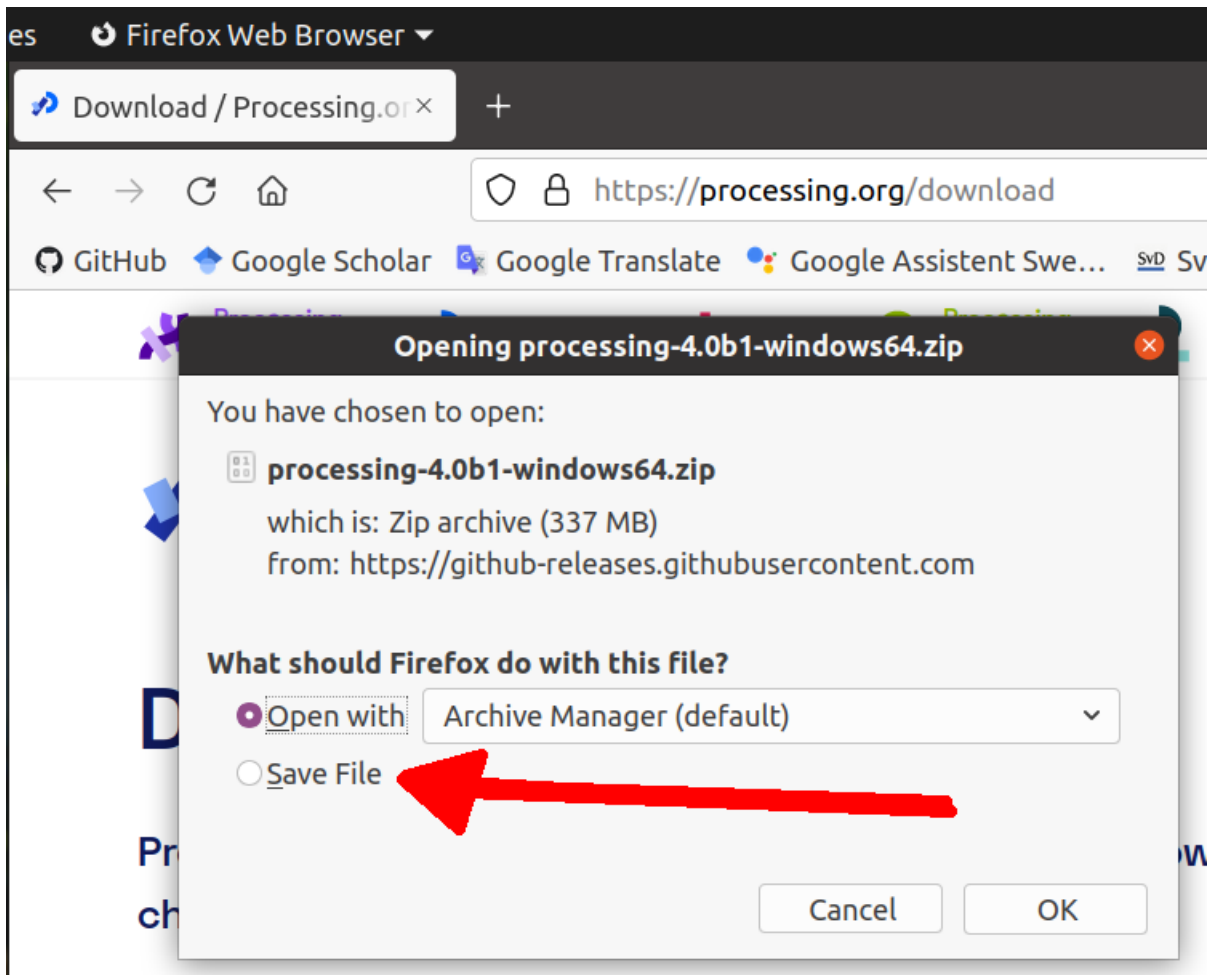 es Firefox Web Browser
Download / Processing.or
https://processing.org/download
GitHub Google Scholar Google Translate Google Assistent Swe… SvD Sv
Opening processing-4.0b1-windows64.zip
You have chosen to open:
processing-4.0b1-windows64.zip
which is: Zip archive (337 MB)
from: https://github-releases.githubusercontent.com
What should Firefox do with this file?
Open with Archive Manager (default)
Save File
Pr
ch
Cancel OK